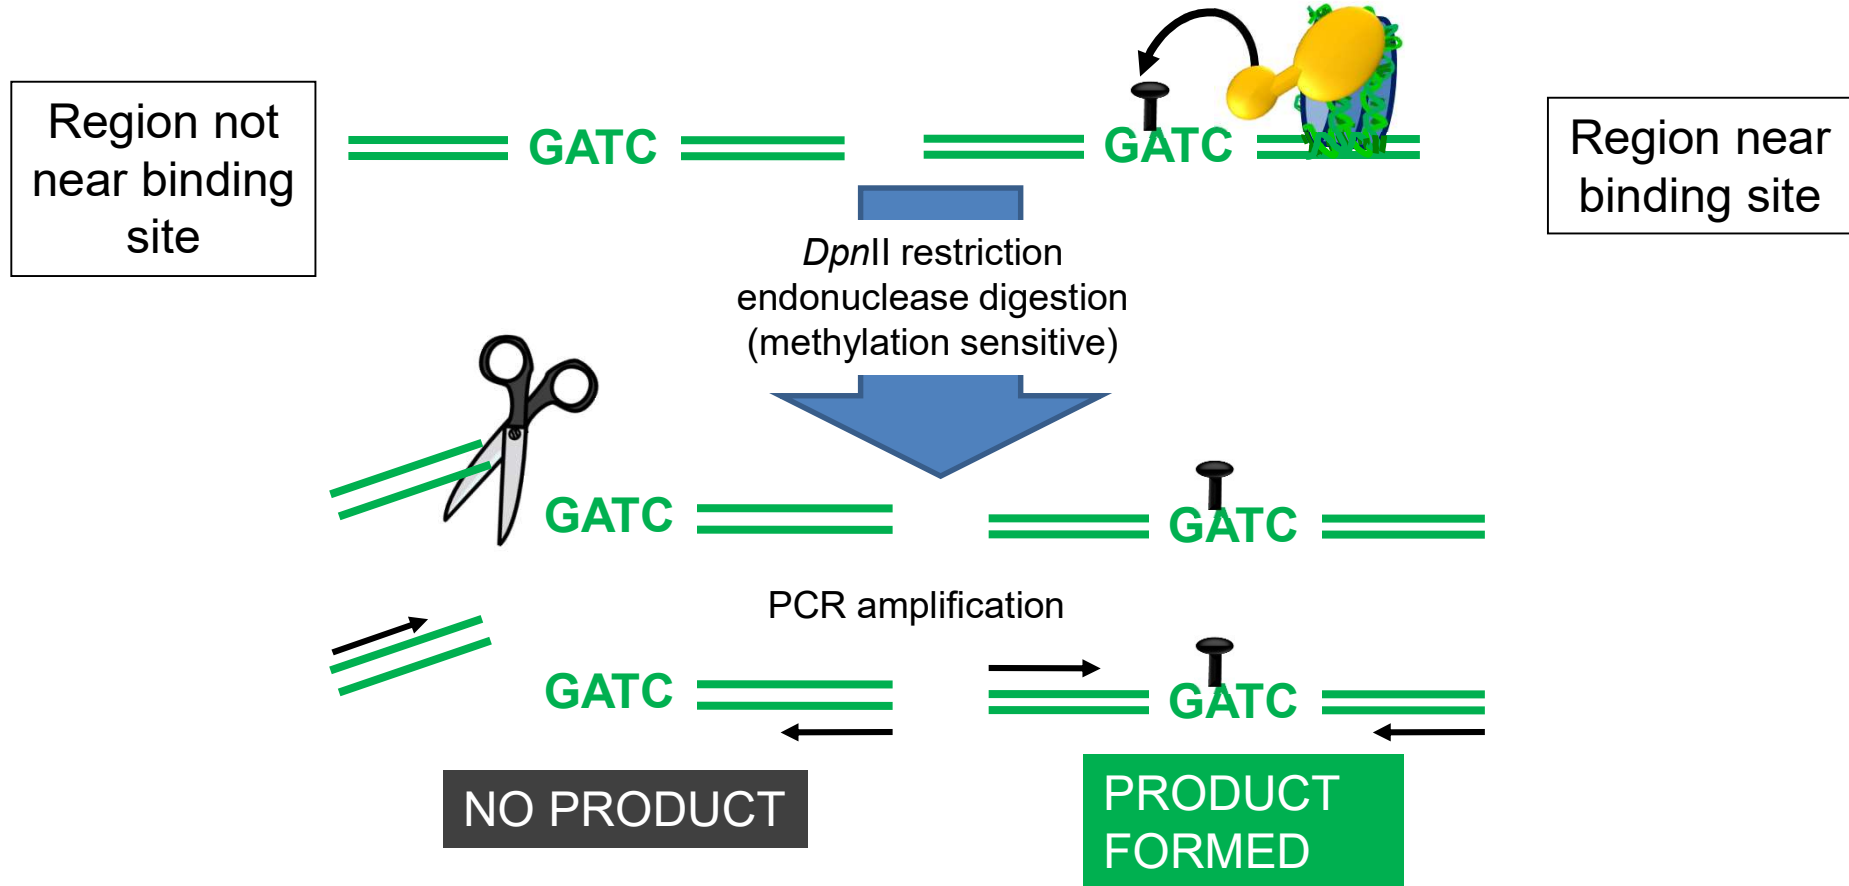 Region not
near binding
site
GATC
GATC
Region near
binding site
DpnII restriction
endonuclease digestion
(methylation sensitive)
GATC
GATC
PCR amplification
GATC
GATC
NO PRODUCT
PRODUCT
FORMED